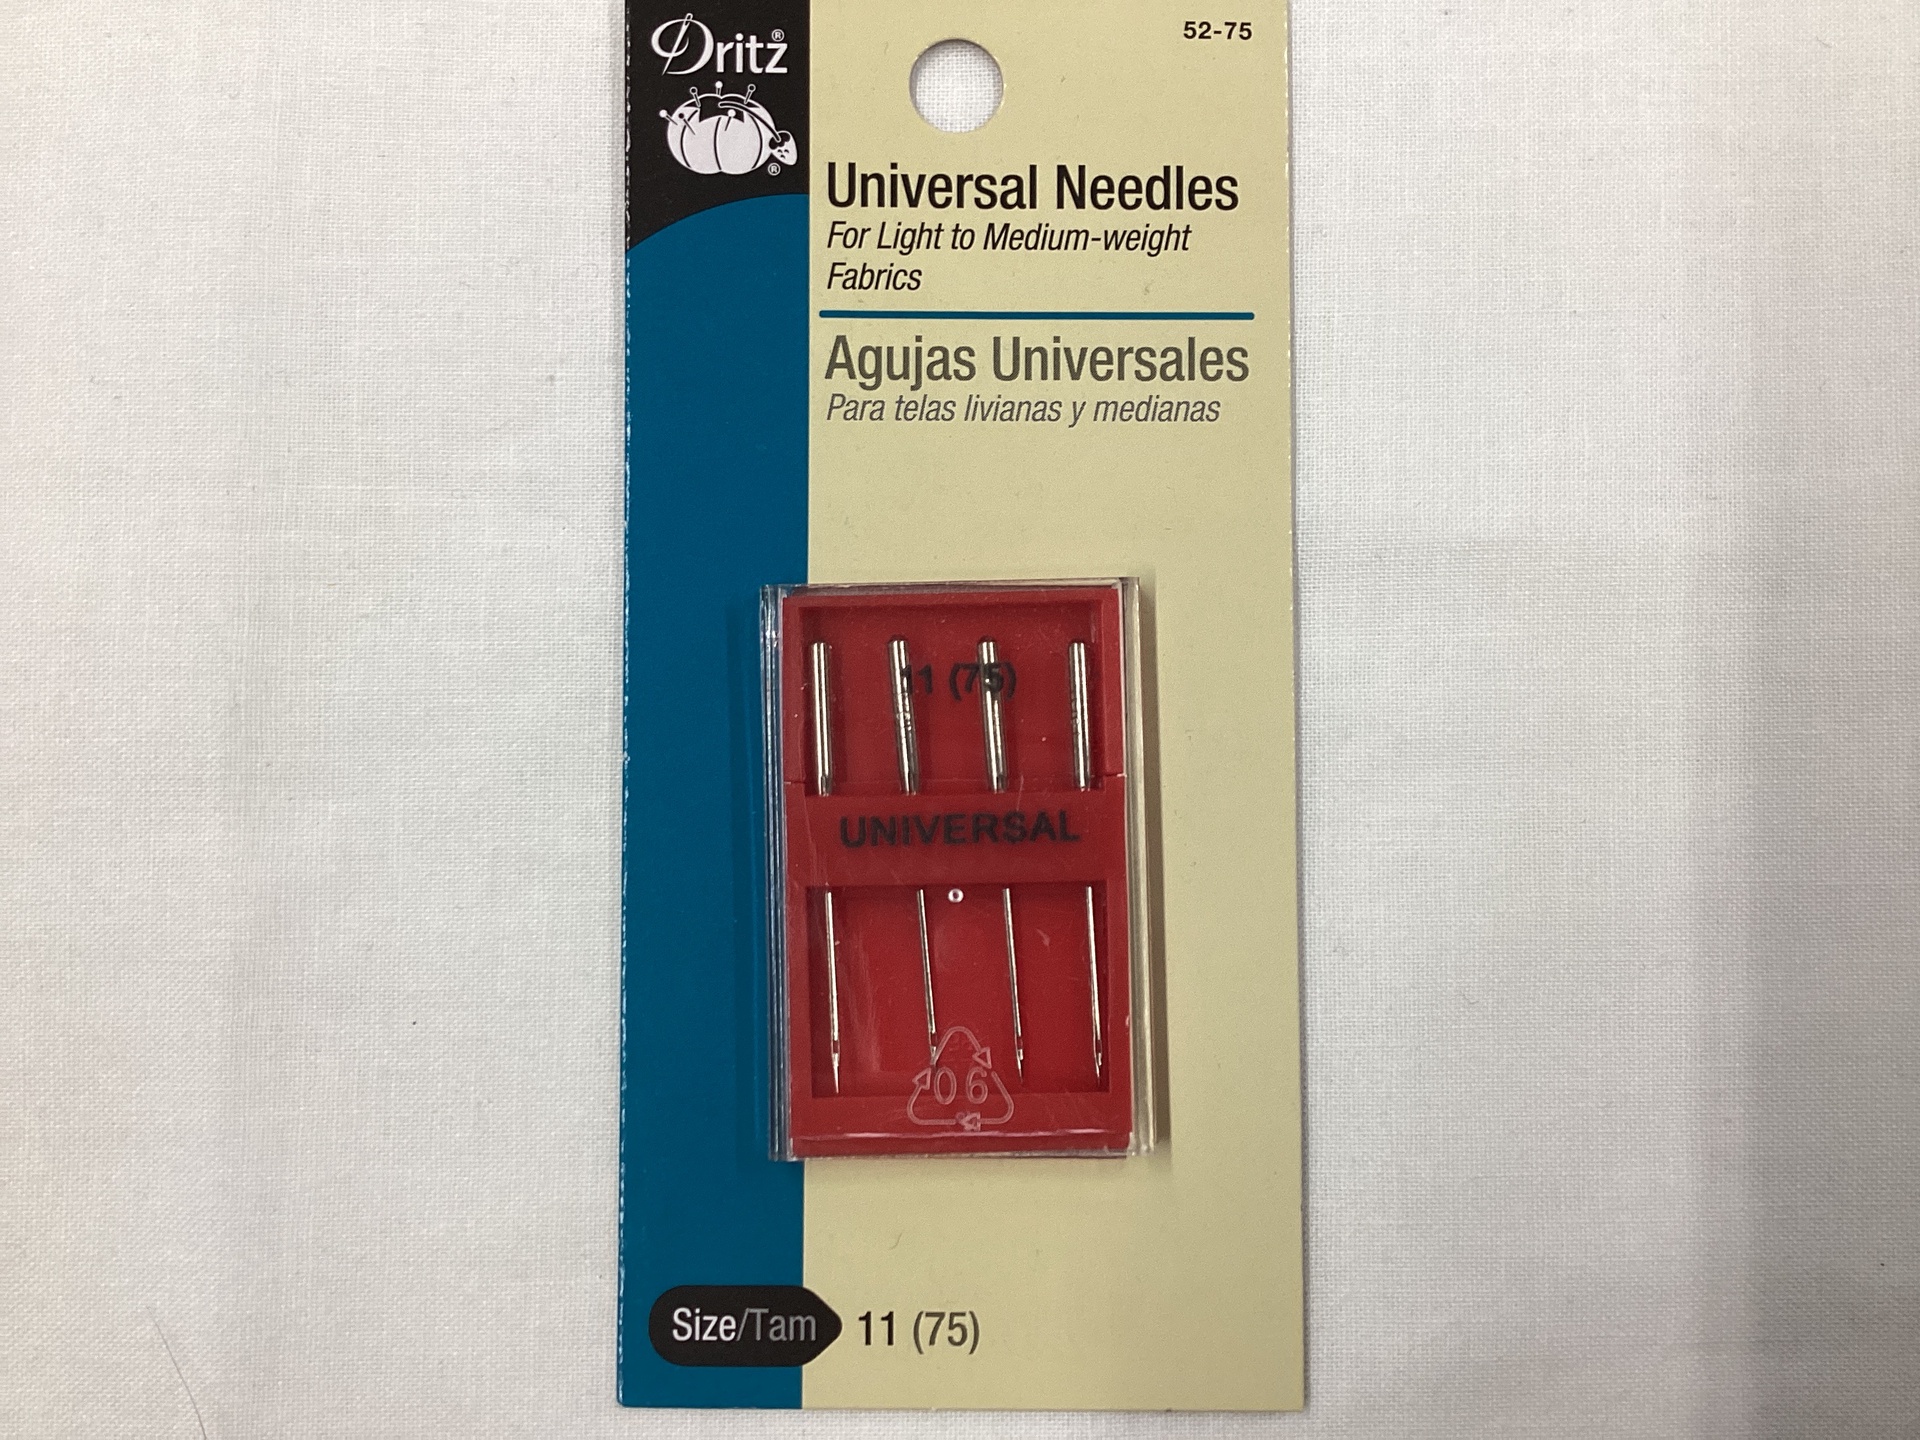 Dritz®
®
52-75
Universal Needles
For Light to Medium-weight
Fabrics
Agujas Universales
Para telas livianas y medianas
11 (75)
UNIVERSAL
06
Size/Tam 11 (75)